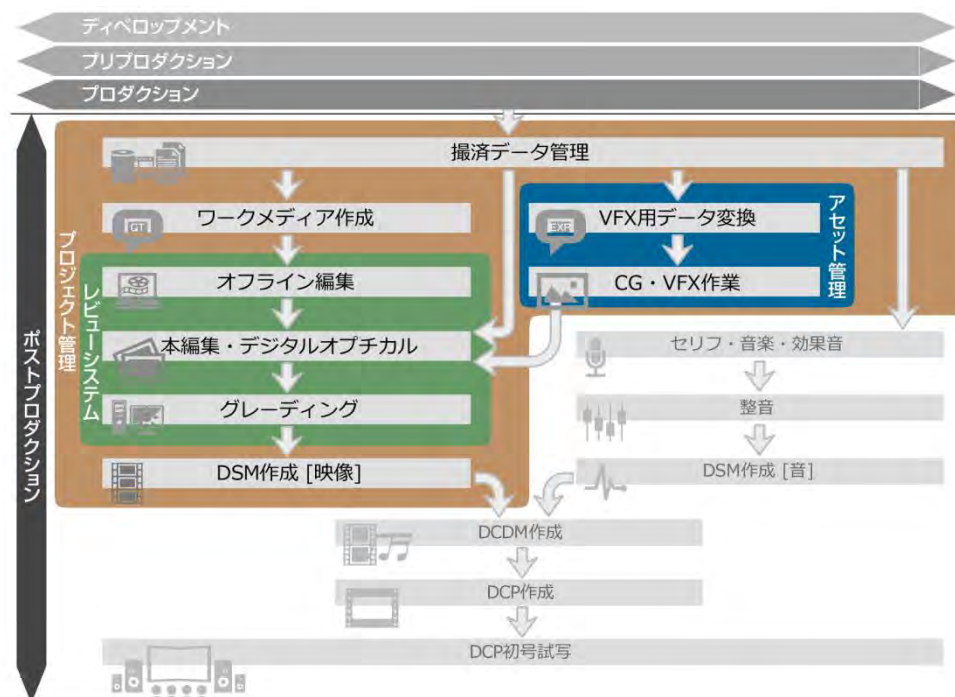 ディベロップメント
プリプロダクション
プロダクション
ポストプロダクション
プロジェクト管理
撮済データ管理
ワークメディア作成
GT
レビューシステム
オフライン編集
本編集・デジタルオプチカル
グレーディング
DSM作成 [映像]
アセット管理
VFX用データ変換
EXR
CG・VFX作業
セリフ・音楽・効果音
整音
DSM作成 [音]
DCDM作成
DCP作成
DCP初号試写